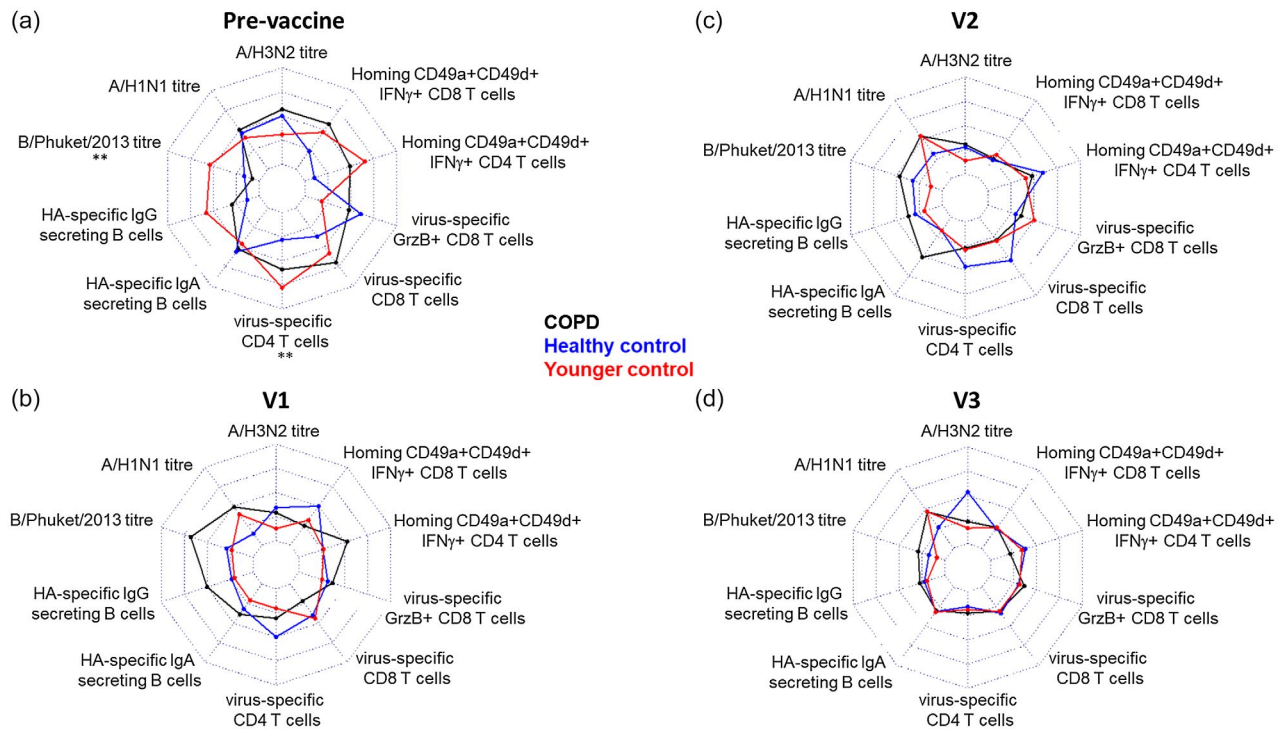 (a)
Pre-vaccine
A/H3N2 titre
Homing CD49a+CD49d+
IFNγ+ CD8 T cells
Homing CD49a+CD49d+
IFNγ+ CD4 T cells
virus-specific
GrzB+ CD8 T cells
virus-specific
CD8 T cells
virus-specific
CD4 T cells
**
HA-specific IgA
secreting B cells
HA-specific IgG
secreting B cells
B/Phuket/2013 titre
**
A/H1N1 titre
(c)
V2
A/H3N2 titre
Homing CD49a+CD49d+
IFNγ+ CD8 T cells
Homing CD49a+CD49d+
IFNγ+ CD4 T cells
virus-specific
GrzB+ CD8 T cells
virus-specific
CD8 T cells
virus-specific
CD4 T cells
HA-specific IgA
secreting B cells
HA-specific IgG
secreting B cells
B/Phuket/2013 titre
A/H1N1 titre
COPD
Healthy control
Younger control
(b)
V1
A/H3N2 titre
Homing CD49a+CD49d+
IFNγ+ CD8 T cells
Homing CD49a+CD49d+
IFNγ+ CD4 T cells
virus-specific
GrzB+ CD8 T cells
virus-specific
CD8 T cells
virus-specific
CD4 T cells
HA-specific IgA
secreting B cells
HA-specific IgG
secreting B cells
B/Phuket/2013 titre
A/H1N1 titre
(d)
V3
A/H3N2 titre
Homing CD49a+CD49d+
IFNγ+ CD8 T cells
Homing CD49a+CD49d+
IFNγ+ CD4 T cells
virus-specific
GrzB+ CD8 T cells
virus-specific
CD8 T cells
virus-specific
CD4 T cells
HA-specific IgA
secreting B cells
HA-specific IgG
secreting B cells
B/Phuket/2013 titre
A/H1N1 titre